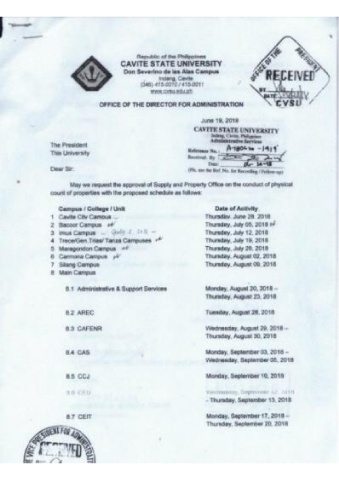 Republic of the Philippines
CAVITE STATE UNIVERSITY
Don Severino de las Alas Campus
Indang, Cavite
www.cvsu.edu.ph
OFFICE OF THE PRESIDENT
RECEIVED
BY
DATE
CVSU
OFFICE OF THE DIRECTOR FOR ADMINISTRATION
June 19, 2018
CAVITE STATE UNIVERSITY
Indang, Cavite, Philippines
Administrative Services
Reference No.:
Received By:
Date:
(Pls. use the Ref. No. for Recording / Follow-up)
The President
This University
Dear Sir:
May we request the approval of Supply and Property Office on the conduct of physical
count of properties with the proposed schedule as follows:
Campus / College / Unit Date of Activity
1 Cavite City Campus Thursday, June 28, 2018
2 Bacoor Campus Thursday, July 05, 2018
3 Imus Campus Thursday, July 12, 2018
4 Trece/Gen.Trias/ Tanza Campuses Thursday, July 19, 2018
5 Maragondon Campus Thursday, July 26, 2018
6 Carmona Campus Thursday, August 02, 2018
7 Silang Campus Thursday, August 09, 2018
8 Main Campus
8.1 Administrative & Support Services Monday, August 20, 2018 –
Thursday, August 23, 2018
8.2 AREC Tuesday, August 28, 2018
8.3 CAFENR Wednesday, August 29, 2018 –
Thursday, August 30, 2018
8.4 CAS Monday, September 03, 2018 –
Wednesday, September 05, 2018
8.5 CCJ Monday, September 10, 2018
8.6 Wednesday, September 12, 2018
- Thursday, September 13, 2018
8.7 CEIT Monday, September 17, 2018 –
Thursday, September 20, 2018
VICE PRESIDENT FOR
RECEIVED